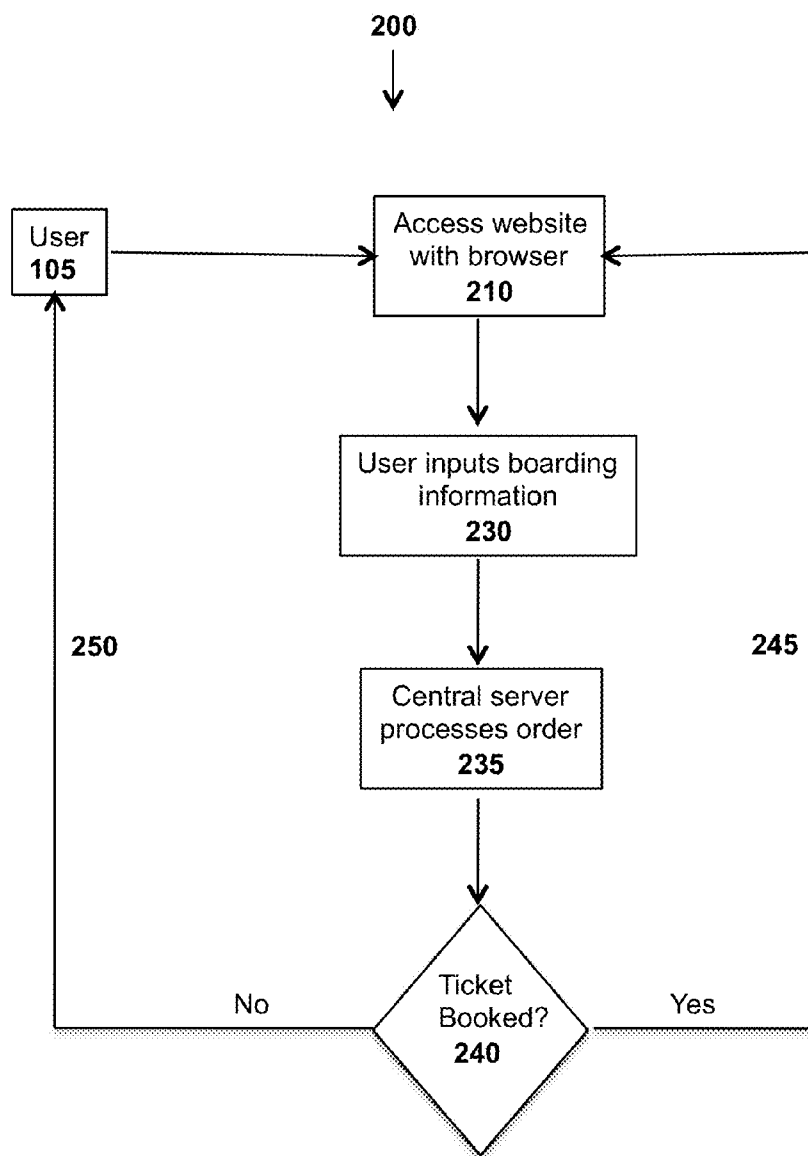 200
User
105
Access website
with browser
210
User inputs boarding
information
230
250
245
Central server
processes order
235
No
Ticket
Booked?
240
Yes